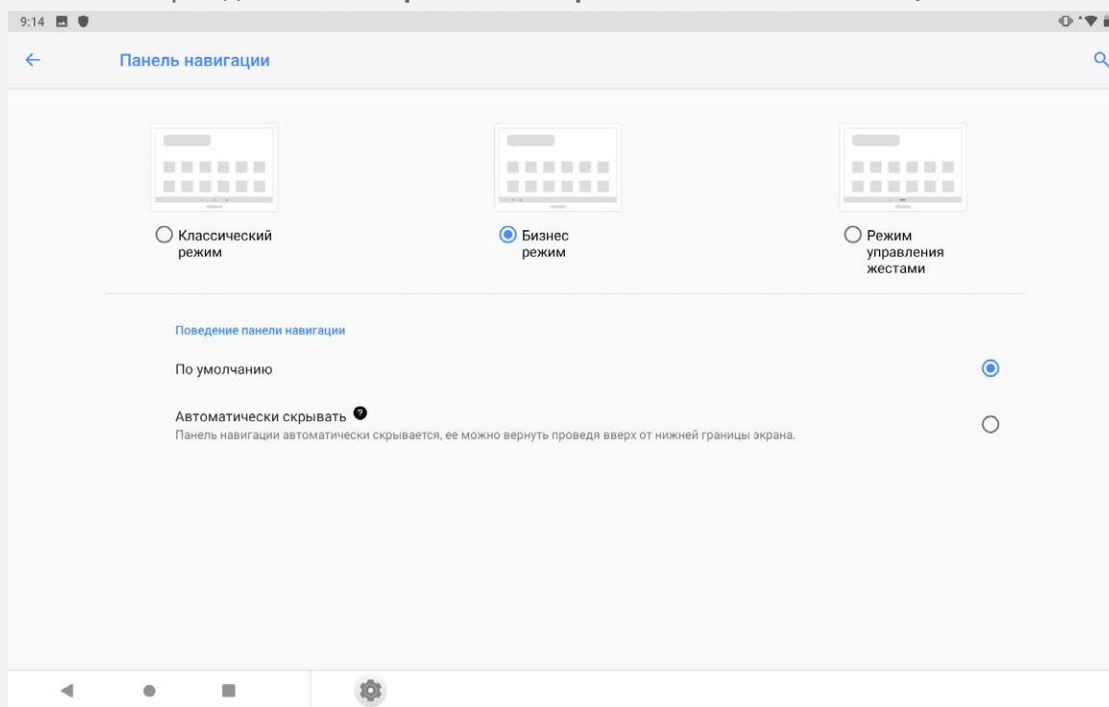 9:14
Панель навигации
Классический
режим
Бизнес
режим
Режим
управления
жестами
Поведение панели навигации
По умолчанию
Автоматически скрывать ?
Панель навигации автоматически скрывается, ее можно вернуть проведя вверх от нижней границы экрана.